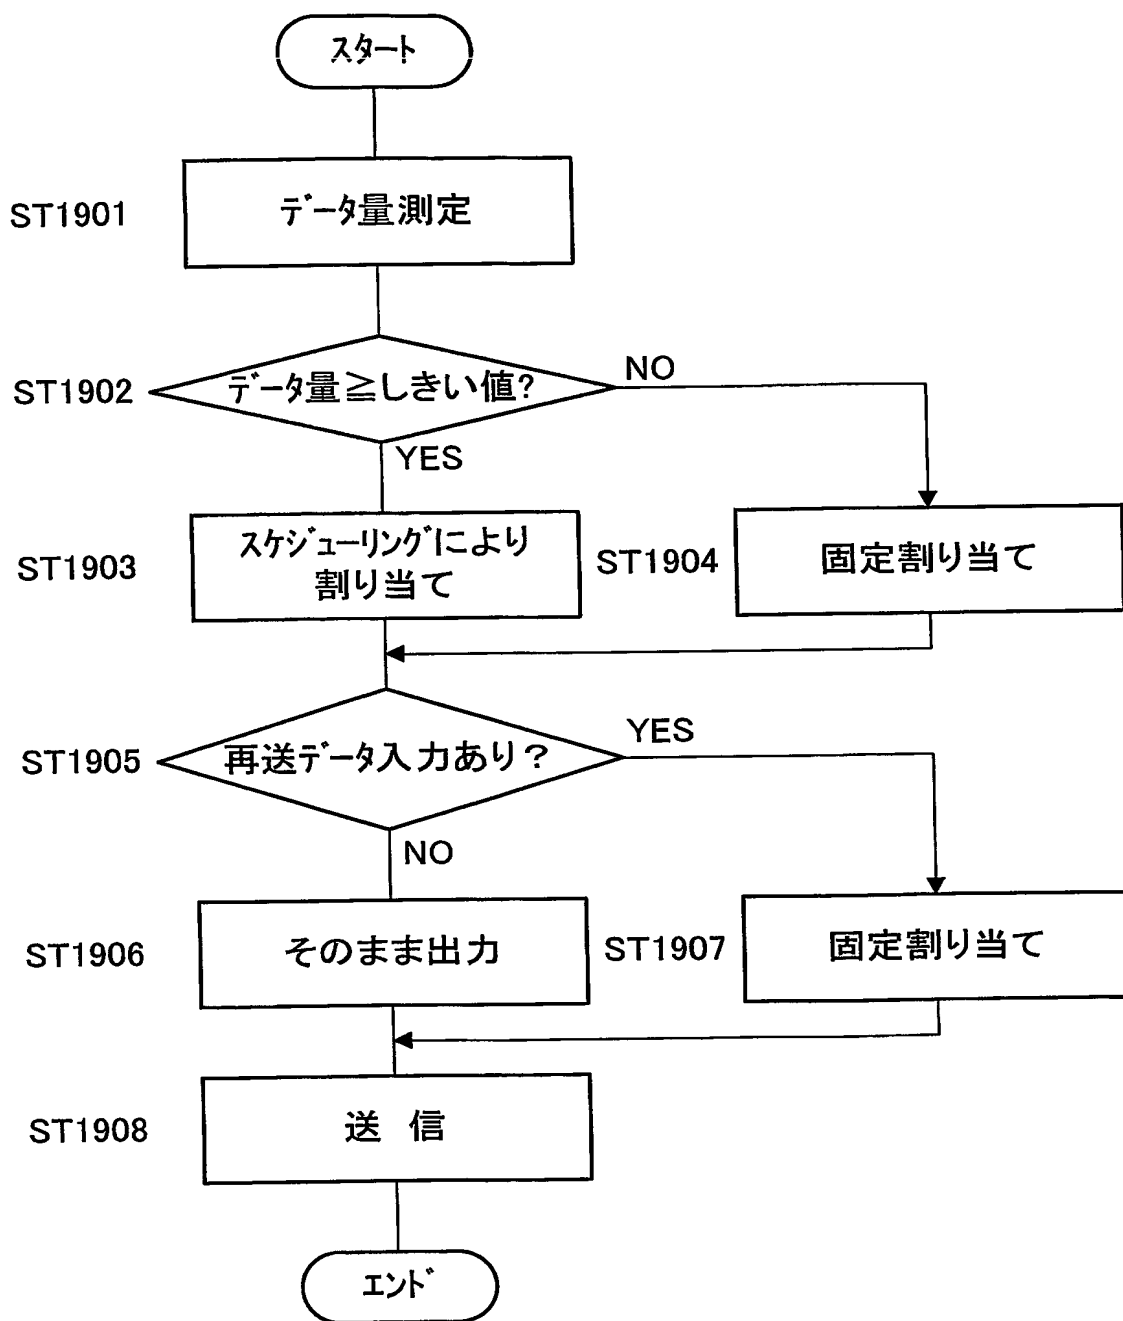 スタート
ST1901
データ量測定
ST1902
データ量≧しきい値?
NO
YES
ST1903
スケジューリングにより
割り当て
ST1904
固定割り当て
ST1905
再送データ入力あり？
YES
NO
ST1906
そのまま出力
ST1907
固定割り当て
ST1908
送 信
エンド